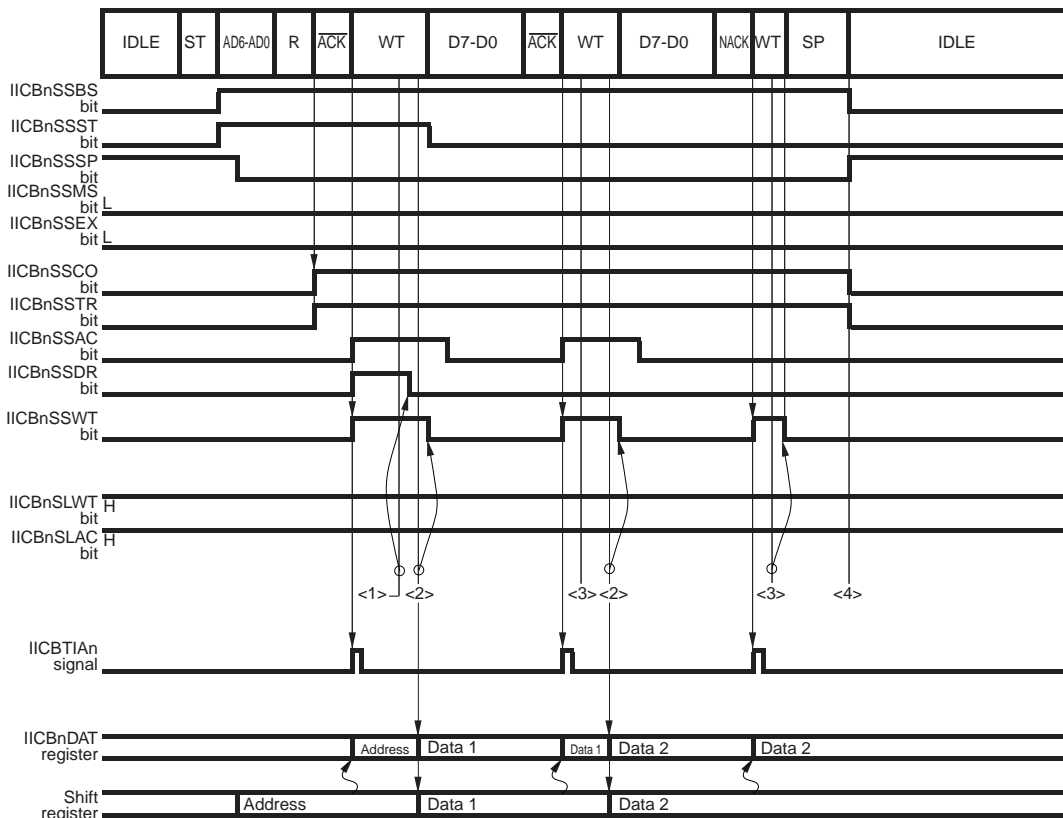 IDLE ST AD6-AD0 R ACK WT D7-D0 ACK WT D7-D0 NACK WT SP IDLE
IICBnSSBS
bit
IICBnSSST
bit
IICBnSSSP
bit
IICBnSSMS
bit L
IICBnSSEX
bit L
IICBnSSCO
bit
IICBnSSTR
bit
IICBnSSAC
bit
IICBnSSDR
bit
IICBnSSWT
bit
IICBnSLWT H
bit
IICBnSLAC H
bit
<1> <2> <3> <2> <3> <4>
IICBTIAn
signal
IICBnDAT
register
Address Data 1 Data 1 Data 2 Data 2
Shift
register
Address Data 1 Data 2